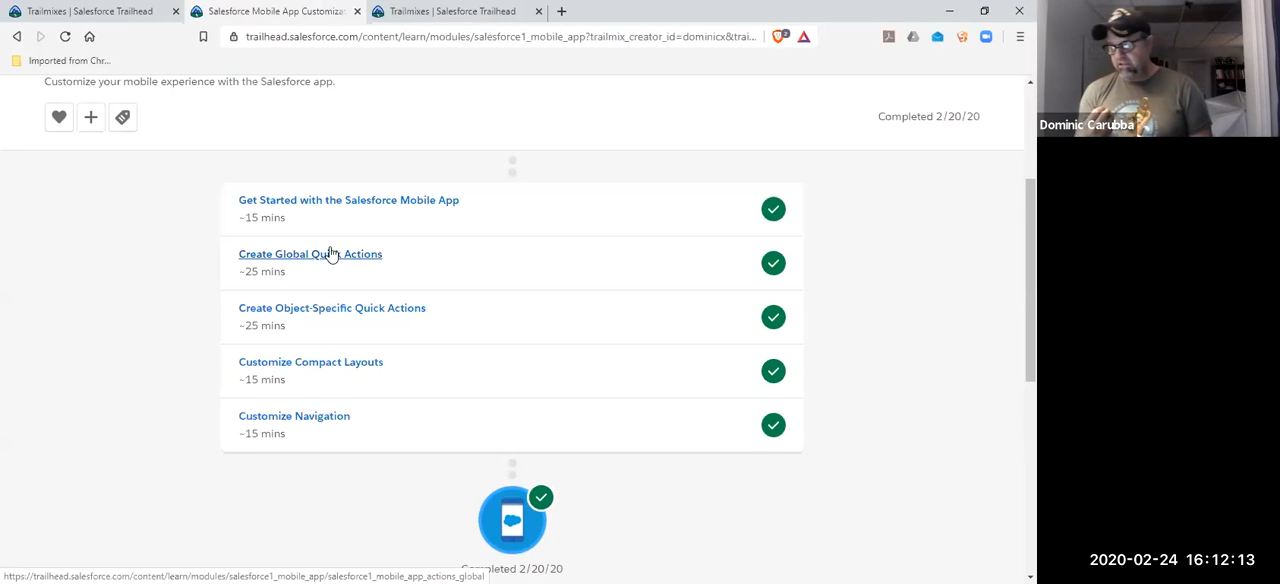 Trailmixes | Salesforce Trailhead
Salesforce Mobile App Customiza
Trailmixes | Salesforce Trailhead
trailhead.salesforce.com/content/learn/modules/salesforce1_mobile_app?trailmix_creator_id=dominicx&trai...
2
Imported from Chr...
Customize your mobile experience with the Salesforce app.
Completed 2/20/20
Get Started with the Salesforce Mobile App
~15 mins
Create Global Quick Actions
~25 mins
Create Object-Specific Quick Actions
~25 mins
Customize Compact Layouts
~15 mins
Customize Navigation
~15 mins
Completed 2/20/20
https://trailhead.salesforce.com/content/learn/modules/salesforce1_mobile_app/salesforce1_mobile_app_actions_global
Dominic Carubba
2020-02-24 16:12:13